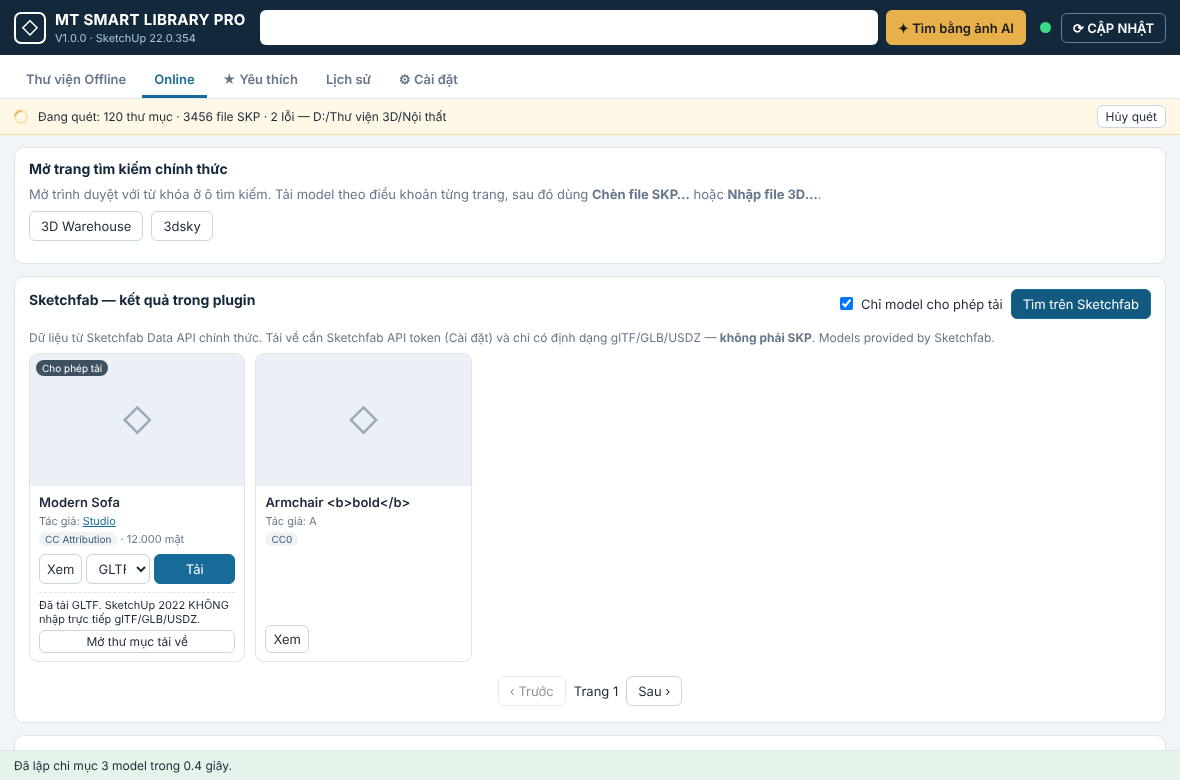 MT SMART LIBRARY PRO
V1.0.0 · SketchUp 22.0.354
✦ Tìm bằng ảnh AI
⟳ CẬP NHẬT
Thư viện Offline
Online
★ Yêu thích
Lịch sử
⚙ Cài đặt
Đang quét: 120 thư mục · 3456 file SKP · 2 lỗi — D:/Thư viện 3D/Nội thất
Hủy quét
Mở trang tìm kiếm chính thức
Mở trình duyệt với từ khóa ở ô tìm kiếm. Tải model theo điều khoản từng trang, sau đó dùng Chèn file SKP... hoặc Nhập file 3D....
3D Warehouse
3dsky
Sketchfab — kết quả trong plugin
Chỉ model cho phép tải
Tìm trên Sketchfab
Dữ liệu từ Sketchfab Data API chính thức. Tải về cần Sketchfab API token (Cài đặt) và chỉ có định dạng glTF/GLB/USDZ — không phải SKP. Models provided by Sketchfab.
Cho phép tải
Modern Sofa
Tác giả: Studio
CC Attribution · 12.000 mặt
Xem
GLTF
Tải
Đã tải GLTF. SketchUp 2022 KHÔNG
nhập trực tiếp glTF/GLB/USDZ.
Mở thư mục tải về
Armchair <b>bold</b>
Tác giả: A
CC0
Xem
‹ Trước
Trang 1
Sau ›
Đã lập chỉ mục 3 model trong 0.4 giây.